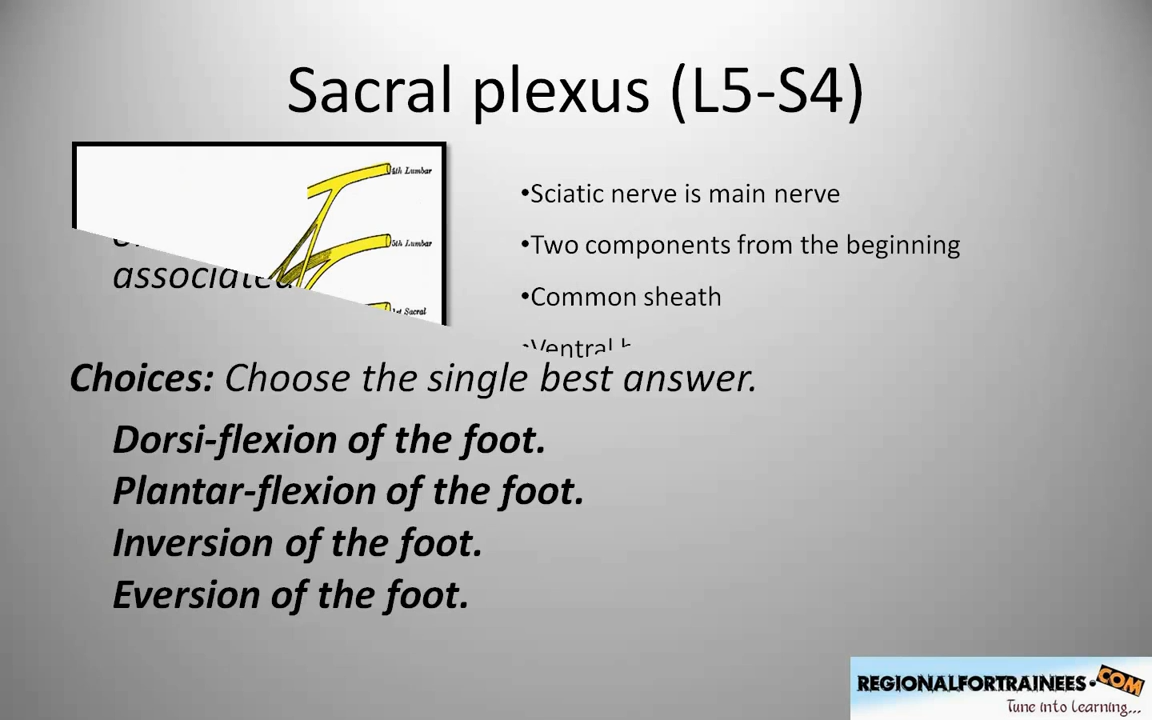 Sacral plexus (L5-S4)
4th Lumbar
5th Lumbar
1st Sacral
associated
•Sciatic nerve is main nerve
•Two components from the beginning
•Common sheath
•Ventral
Choices: Choose the single best answer.
Dorsi-flexion of the foot.
Plantar-flexion of the foot.
Inversion of the foot.
Eversion of the foot.
REGIONALFORTRAINEES.COM
Tune into Learning...